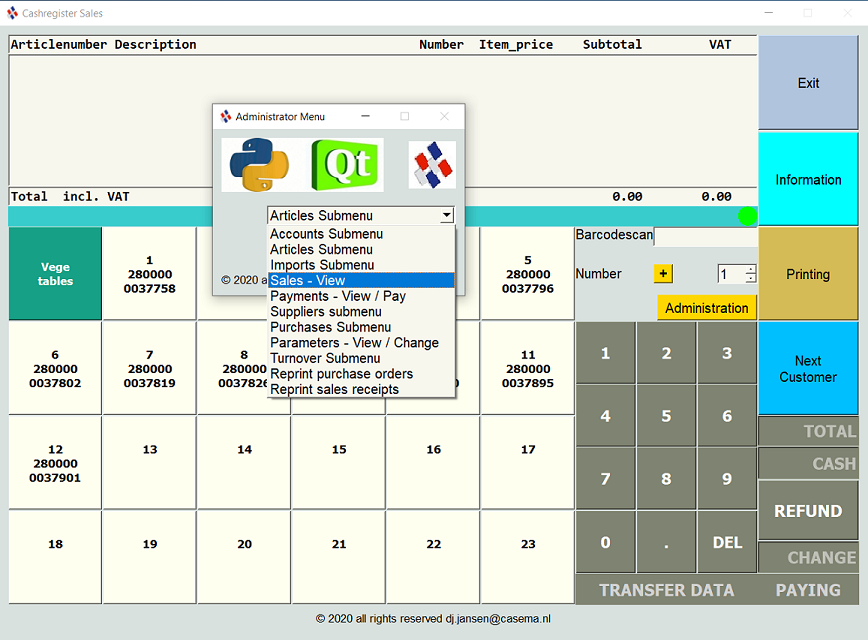 Cashregister Sales
Articlenumber Description Number Item_price Subtotal VAT
Exit
Administrator Menu
Qt
Information
Total incl. VAT 0.00 0.00
Articles Submenu
Accounts Submenu
Articles Submenu
Imports Submenu
Sales - View
Payments - View / Pay
Suppliers submenu
Purchases Submenu
Parameters - View / Change
Turnover Submenu
Reprint purchase orders
Reprint sales receipts
© 2020
Barcodescan
Number + 1
Administration
Printing
Vege
tables
1
280000
0037758
5
280000
0037796
6
280000
0037802
7
280000
0037819
8
280000
11
280000
0037895
Next
Customer
12
280000
0037901
13
14
15
16
17
18
19
20
21
22
23
1 2 3
4 5 6
7 8 9
0 . DEL
TOTAL
CASH
REFUND
CHANGE
TRANSFER DATA PAYING
© 2020 all rights reserved dj.jansen@casema.nl